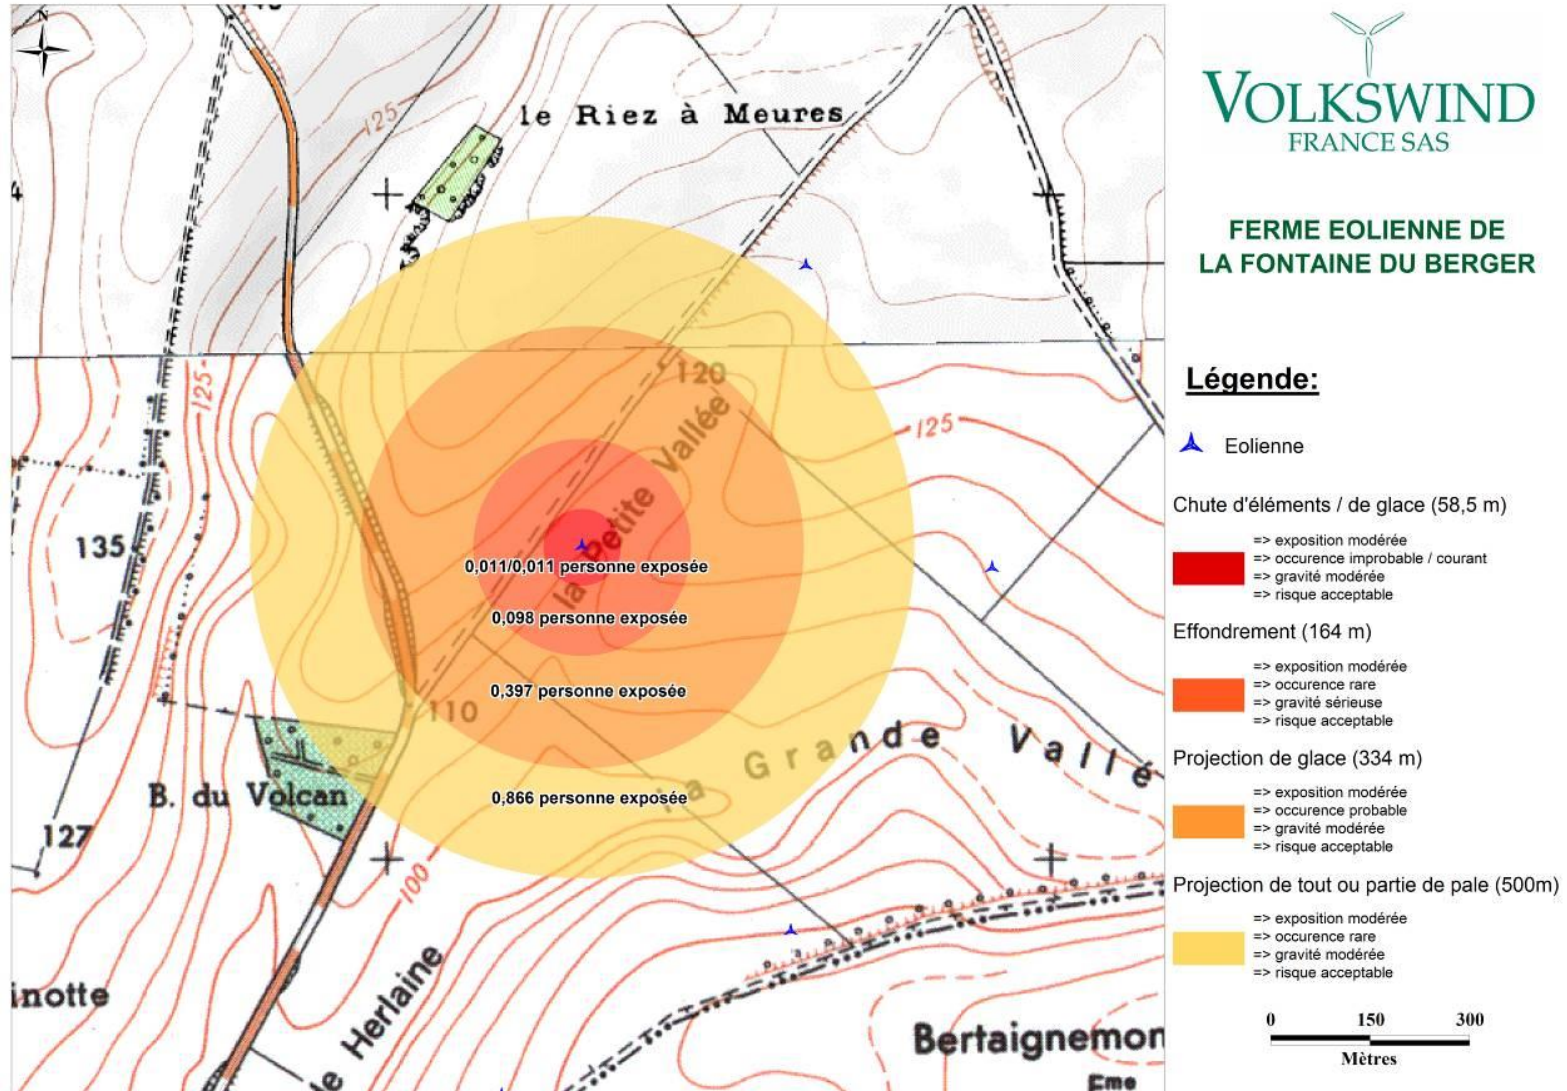 N
le Riez à Meures
125
120
la Petite Vallée
125
125
135
0,011/0,011 personne exposée
0,098 personne exposée
0,397 personne exposée
110
la Grande Vallé
B. du Volcan
0,866 personne exposée
127
100
inotte
de Herlaine
Bertaignemon
Eme
VOLKSWIND
FRANCE SAS
FERME EOLIENNE DE
LA FONTAINE DU BERGER
Légende:
Eolienne
Chute d'éléments / de glace (58,5 m)
=> exposition modérée
=> occurence improbable / courant
=> gravité modérée
=> risque acceptable
Effondrement (164 m)
=> exposition modérée
=> occurence rare
=> gravité sérieuse
=> risque acceptable
Projection de glace (334 m)
=> exposition modérée
=> occurence probable
=> gravité modérée
=> risque acceptable
Projection de tout ou partie de pale (500m)
=> exposition modérée
=> occurence rare
=> gravité modérée
=> risque acceptable
0 150 300
Mètres